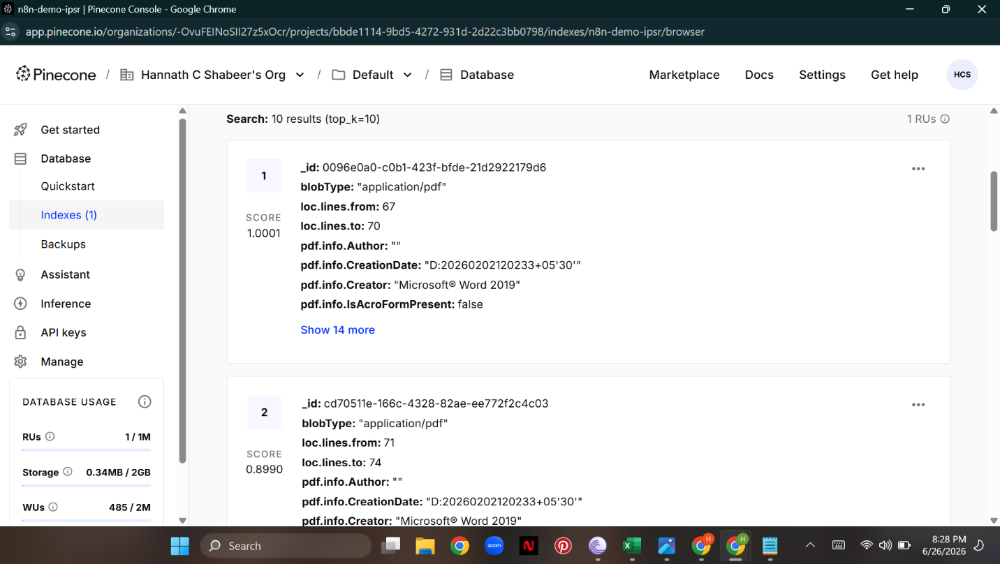 n8n-demo-ipsr | Pinecone Console - Google Chrome
app.pinecone.io/organizations/-OvuFEINoSII27z5xOcr/projects/bbde1114-9bd5-4272-931d-2d22c3bb0798/indexes/n8n-demo-ipsr/browser
Pinecone / Hannath C Shabeer's Org / Default / Database Marketplace Docs Settings Get help HCS
Get started
Database
Quickstart
Indexes (1)
Backups
Assistant
Inference
API keys
Manage
DATABASE USAGE
RUs 1 / 1M
Storage 0.34MB / 2GB
WUs 485 / 2M
Search: 10 results (top_k=10) 1 RUs
1
SCORE
1.0001
_id: 0096e0a0-c0b1-423f-bfde-21d2922179d6
blobType: "application/pdf"
loc.lines.from: 67
loc.lines.to: 70
pdf.info.Author: ""
pdf.info.CreationDate: "D:20260202120233+05'30'"
pdf.info.Creator: "Microsoft® Word 2019"
pdf.info.IsAcroFormPresent: false
Show 14 more
2
SCORE
0.8990
_id: cd70511e-166c-4328-82ae-ee772f2c4c03
blobType: "application/pdf"
loc.lines.from: 71
loc.lines.to: 74
pdf.info.Author: ""
pdf.info.CreationDate: "D:20260202120233+05'30'"
pdf.info.Creator: "Microsoft® Word 2019"
Search
zoom
H
H
8:28 PM
6/26/2026